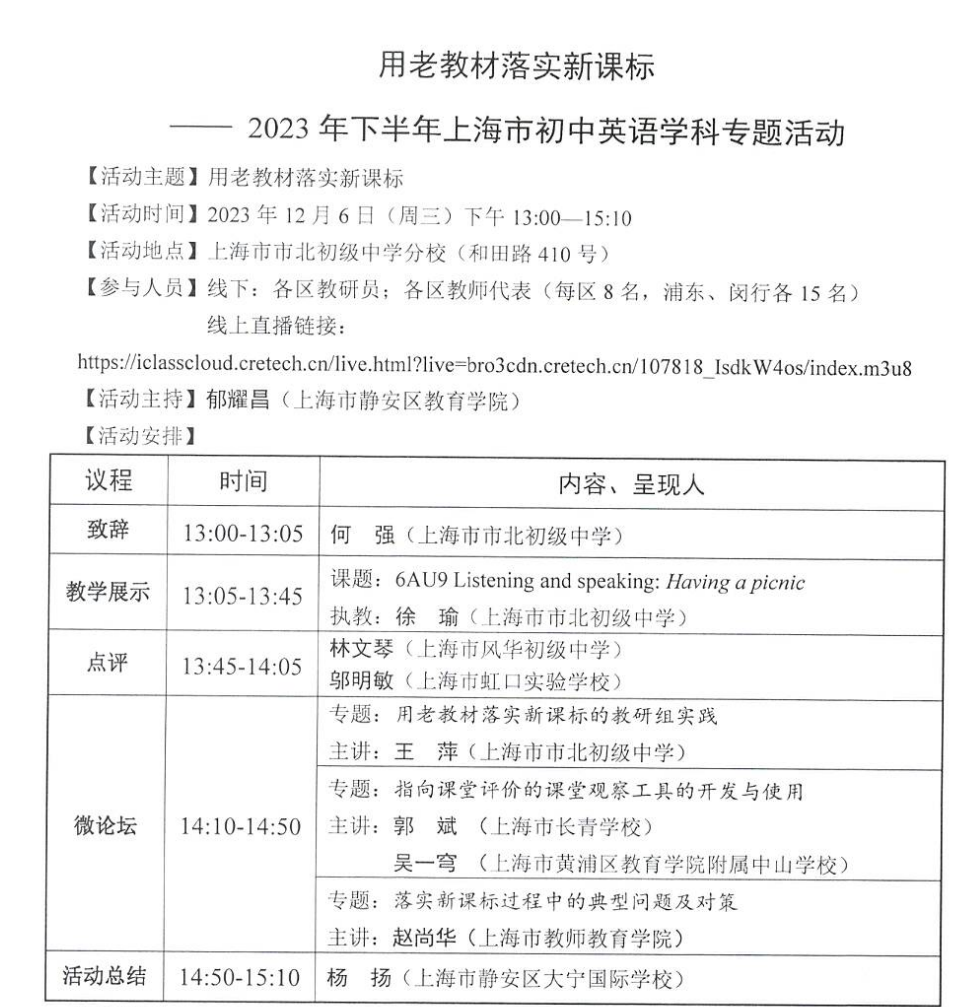 用老教材落实新课标
—— 2023 年下半年上海市初中英语学科专题活动
【活动主题】用老教材落实新课标
【活动时间】2023 年 12 月 6 日（周三）下午 13:00—15:10
【活动地点】上海市市北初级中学分校（和田路 410 号）
【参与人员】线下：各区教研员；各区教师代表（每区 8 名，浦东、闵行各 15 名）
线上直播链接：
https://iclasscloud.cretech.cn/live.html?live=bro3cdn.cretech.cn/107818_IsdkW4os/index.m3u8
【活动主持】郁耀昌（上海市静安区教育学院）
【活动安排】
议程 时间 内容、呈现人
致辞 13:00-13:05 何 强（上海市市北初级中学）
教学展示 13:05-13:45 课题：6AU9 Listening and speaking: Having a picnic
执教：徐 瑜（上海市市北初级中学）
点评 13:45-14:05 林文琴（上海市风华初级中学）
邬明敏（上海市虹口实验学校）
微论坛 14:10-14:50 专题：用老教材落实新课标的教研组实践
主讲：王 萍（上海市市北初级中学）
专题：指向课堂评价的课堂观察工具的开发与使用
主讲：郭 斌 （上海市长青学校）
吴一穹 （上海市黄浦区教育学院附属中山学校）
专题：落实新课标过程中的典型问题及对策
主讲：赵尚华（上海市教师教育学院）
活动总结 14:50-15:10 杨 扬（上海市静安区大宁国际学校）